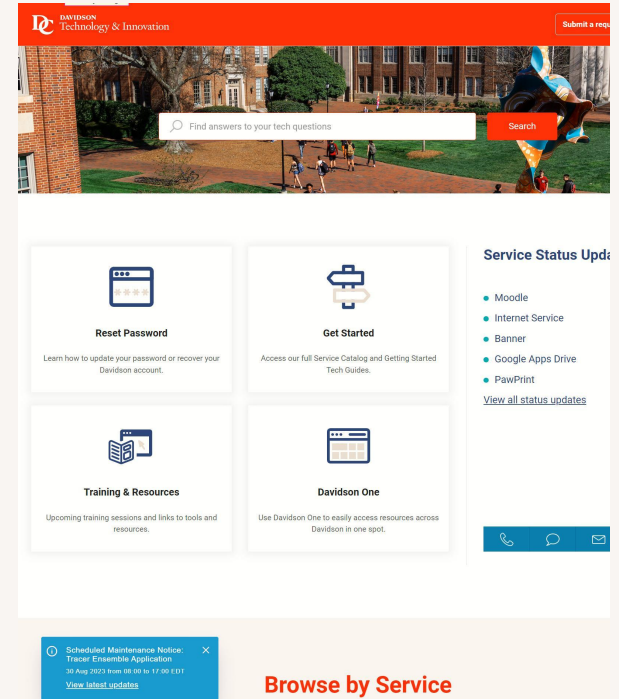 DAVIDSON
Technology & Innovation
Submit a requ
Find answers to your tech questions
Search
Reset Password
Learn how to update your password or recover your
Davidson account.
Get Started
Access our full Service Catalog and Getting Started
Tech Guides.
Service Status Upda
Moodle
Internet Service
Banner
Google Apps Drive
PawPrint
View all status updates
Training & Resources
Upcoming training sessions and links to tools and
resources.
Davidson One
Use Davidson One to easily access resources across
Davidson in one spot.
Scheduled Maintenance Notice:
Tracer Ensemble Application
30 Aug 2023 from 08:00 to 17:00 EDT
View latest updates
Browse by Service